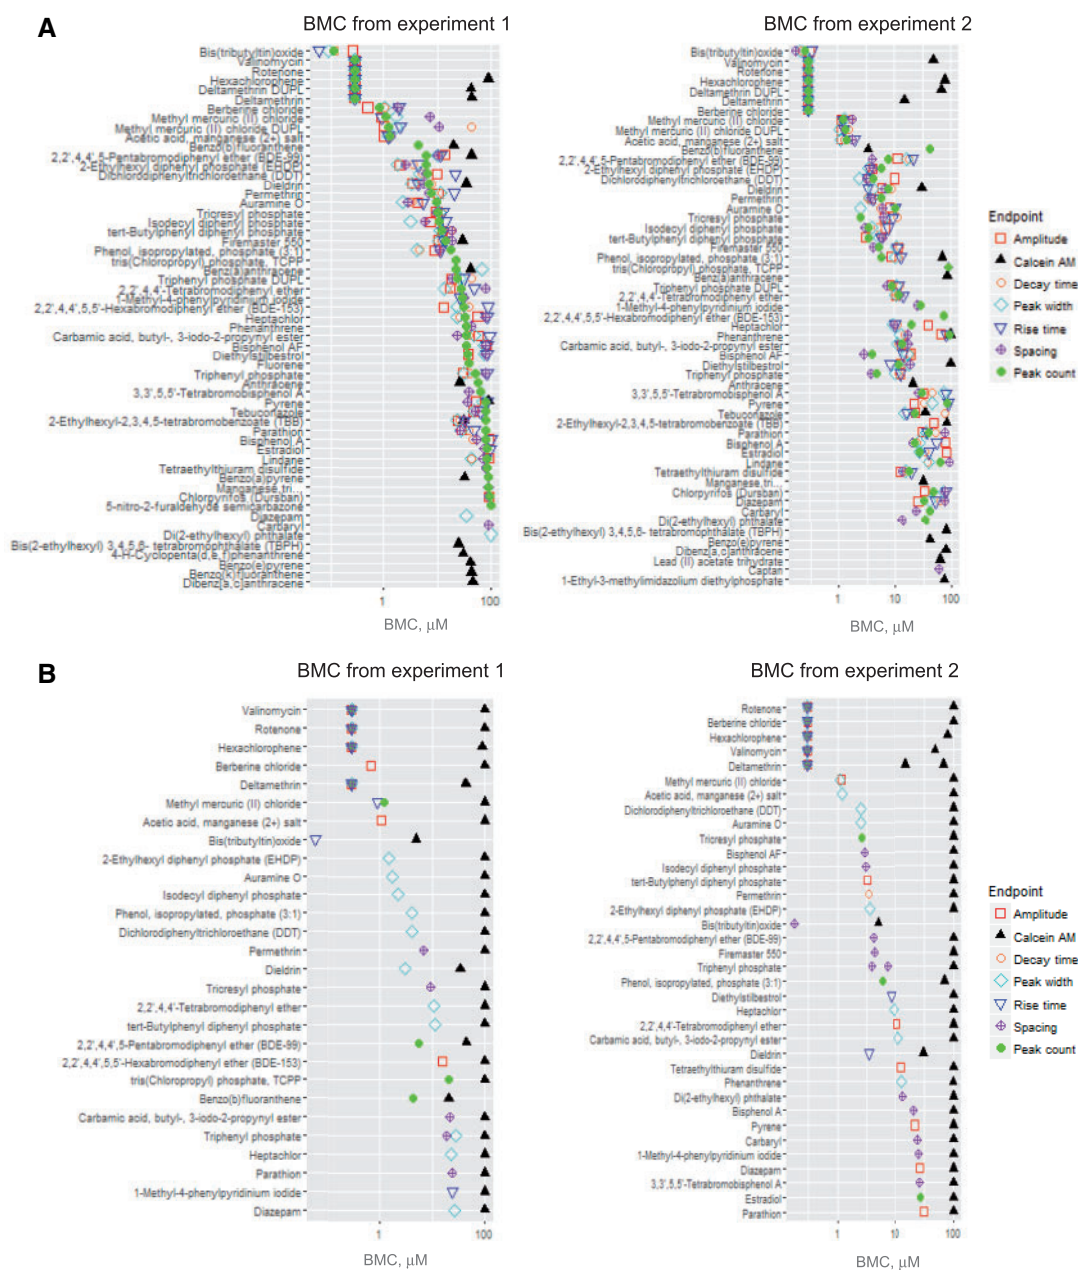 A
BMC from experiment 1
Bis(tributyltin)oxide
Valinomycin
Rotenone
Hexachlorophene
Deltamethrin DUPL
Deltamethrin
Berberine chloride
Methyl mercuric (II) chloride
Methyl mercuric (II) chloride DUPL
Acetic acid, manganese (2+) salt
Benzo(b)fluoranthene
2,2',4,4',5-Pentabromodiphenyl ether (BDE-99)
2-Ethylhexyl diphenyl phosphate (EHDP)
Dichlorodiphenyltrichloroethane (DDT)
Dieldrin
Permethrin
Auramine O
Tricresyl phosphate
Isodecyl diphenyl phosphate
tert-Butylphenyl diphenyl phosphate
Firemaster 550
Phenol, isopropylated, phosphate (3:1)
tris(Chloropropyl) phosphate, TCPP
Benz(a)anthracene
Triphenyl phosphate DUPL
2,2',4,4'-Tetrabromodiphenyl ether
1-Methyl-4-phenylpyridinium iodide
2,2',4,4',5,5'-Hexabromodiphenyl ether (BDE-153)
Heptachlor
Phenanthrene
Carbamic acid, butyl-, 3-iodo-2-propynyl ester
Bisphenol AF
Diethylstilbestrol
Fluorene
Triphenyl phosphate
Anthracene
3,3',5,5'-Tetrabromobisphenol A
Pyrene
Tebuconazole
2-Ethylhexyl-2,3,4,5-tetrabromobenzoate (TBB)
Parathion
Bisphenol A
Estradiol
Lindane
Tetraethylthiuram disulfide
Benzo(a)pyrene
Manganese,tri...
Chlorpyrifos (Dursban)
5-nitro-2-furaldehyde semicarbazone
Diazepam
Carbaryl
Di(2-ethylhexyl) phthalate
Bis(2-ethylhexyl) 3,4,5,6- tetrabromophthalate (TBPH)
4-H-Cyclopenta(d,e,f)phenanthrene
Benzo(e)pyrene
Benzo(k)fluoranthene
Dibenz(a,c)anthracene
1 100
BMC, µM
BMC from experiment 2
Bis(tributyltin)oxide
Valinomycin
Rotenone
Hexachlorophene
Deltamethrin DUPL
Deltamethrin
Berberine chloride
Methyl mercuric (II) chloride
Methyl mercuric (II) chloride DUPL
Acetic acid, manganese (2+) salt
Benzo(b)fluoranthene
2,2',4,4',5-Pentabromodiphenyl ether (BDE-99)
2-Ethylhexyl diphenyl phosphate (EHDP)
Dichlorodiphenyltrichloroethane (DDT)
Dieldrin
Permethrin
Auramine O
Tricresyl phosphate
Isodecyl diphenyl phosphate
tert-Butylphenyl diphenyl phosphate
Firemaster 550
Phenol, isopropylated, phosphate (3:1)
tris(Chloropropyl) phosphate, TCPP
Benz(a)anthracene
Triphenyl phosphate DUPL
2,2',4,4'-Tetrabromodiphenyl ether
1-Methyl-4-phenylpyridinium iodide
2,2',4,4',5,5'-Hexabromodiphenyl ether (BDE-153)
Heptachlor
Phenanthrene
Carbamic acid, butyl-, 3-iodo-2-propynyl ester
Bisphenol AF
Diethylstilbestrol
Triphenyl phosphate
Anthracene
3,3',5,5'-Tetrabromobisphenol A
Pyrene
Tebuconazole
2-Ethylhexyl-2,3,4,5-tetrabromobenzoate (TBB)
Parathion
Bisphenol A
Estradiol
Lindane
Tetraethylthiuram disulfide
Manganese,tri...
Chlorpyrifos (Dursban)
Diazepam
Carbaryl
Di(2-ethylhexyl) phthalate
Bis(2-ethylhexyl) 3,4,5,6- tetrabromophthalate (TBPH)
Benzo(e)pyrene
Dibenz(a,c)anthracene
Lead (II) acetate trihydrate
Captan
1-Ethyl-3-methylimidazolium diethylphosphate
1 10 100
BMC, µM
Endpoint
Amplitude
Calcein AM
Decay time
Peak width
Rise time
Spacing
Peak count
B
BMC from experiment 1
Valinomycin
Rotenone
Hexachlorophene
Berberine chloride
Deltamethrin
Methyl mercuric (II) chloride
Acetic acid, manganese (2+) salt
Bis(tributyltin)oxide
2-Ethylhexyl diphenyl phosphate (EHDP)
Auramine O
Isodecyl diphenyl phosphate
Phenol, isopropylated, phosphate (3:1)
Dichlorodiphenyltrichloroethane (DDT)
Permethrin
Dieldrin
Tricresyl phosphate
2,2',4,4'-Tetrabromodiphenyl ether
tert-Butylphenyl diphenyl phosphate
2,2',4,4',5-Pentabromodiphenyl ether (BDE-99)
2,2',4,4',5,5'-Hexabromodiphenyl ether (BDE-153)
tris(Chloropropyl) phosphate, TCPP
Benzo(b)fluoranthene
Carbamic acid, butyl-, 3-iodo-2-propynyl ester
Triphenyl phosphate
Heptachlor
Parathion
1-Methyl-4-phenylpyridinium iodide
Diazepam
1 100
BMC, µM
BMC from experiment 2
Rotenone
Berberine chloride
Hexachlorophene
Valinomycin
Deltamethrin
Methyl mercuric (II) chloride
Acetic acid, manganese (2+) salt
Dichlorodiphenyltrichloroethane (DDT)
Auramine O
Tricresyl phosphate
Bisphenol AF
Isodecyl diphenyl phosphate
tert-Butylphenyl diphenyl phosphate
Permethrin
2-Ethylhexyl diphenyl phosphate (EHDP)
Bis(tributyltin)oxide
2,2',4,4',5-Pentabromodiphenyl ether (BDE-99)
Firemaster 550
Triphenyl phosphate
Phenol, isopropylated, phosphate (3:1)
Diethylstilbestrol
Heptachlor
2,2',4,4'-Tetrabromodiphenyl ether
Carbamic acid, butyl-, 3-iodo-2-propynyl ester
Dieldrin
Tetraethylthiuram disulfide
Phenanthrene
Di(2-ethylhexyl) phthalate
Bisphenol A
Pyrene
Carbaryl
1-Methyl-4-phenylpyridinium iodide
Diazepam
3,3',5,5'-Tetrabromobisphenol A
Estradiol
Parathion
1 10 100
BMC, µM
Endpoint
Amplitude
Calcein AM
Decay time
Peak width
Rise time
Spacing
Peak count